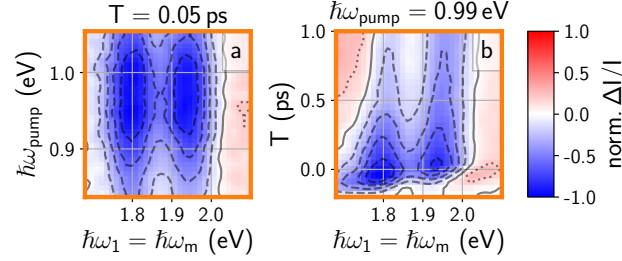 T = 0.05 ps
ℏω_pump = 0.99 eV
a
b
ℏω_pump (eV)
1.0
0.9
1.8 1.9 2.0
ℏω_1 = ℏω_m (eV)
T (ps)
1.0
0.5
0.0
1.8 1.9 2.0
ℏω_1 = ℏω_m (eV)
1.0
0.5
0.0
-0.5
-1.0
norm. ΔI/I